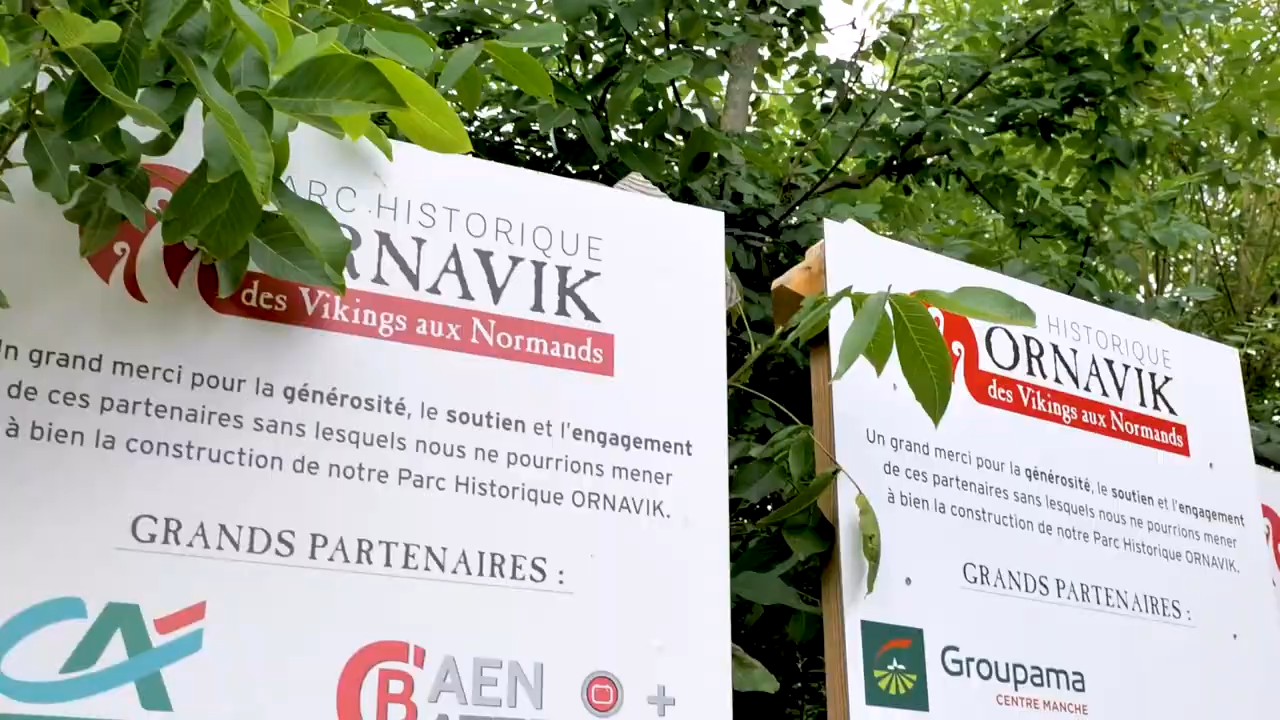 ARC HISTORIQUE
ORNAVIK
des Vikings aux Normands
Un grand merci pour la générosité, le soutien et l'engagement
de ces partenaires sans lesquels nous ne pourrions mener
à bien la construction de notre Parc Historique ORNAVIK.
GRANDS PARTENAIRES :
CA
CB'AEN
HISTORIQUE
ORNAVIK
des Vikings aux Normands
Un grand merci pour la générosité, le soutien et l'engagement
de ces partenaires sans lesquels nous ne pourrions mener
à bien la construction de notre Parc Historique ORNAVIK.
GRANDS PARTENAIRES :
Groupama
CENTRE MANCHE